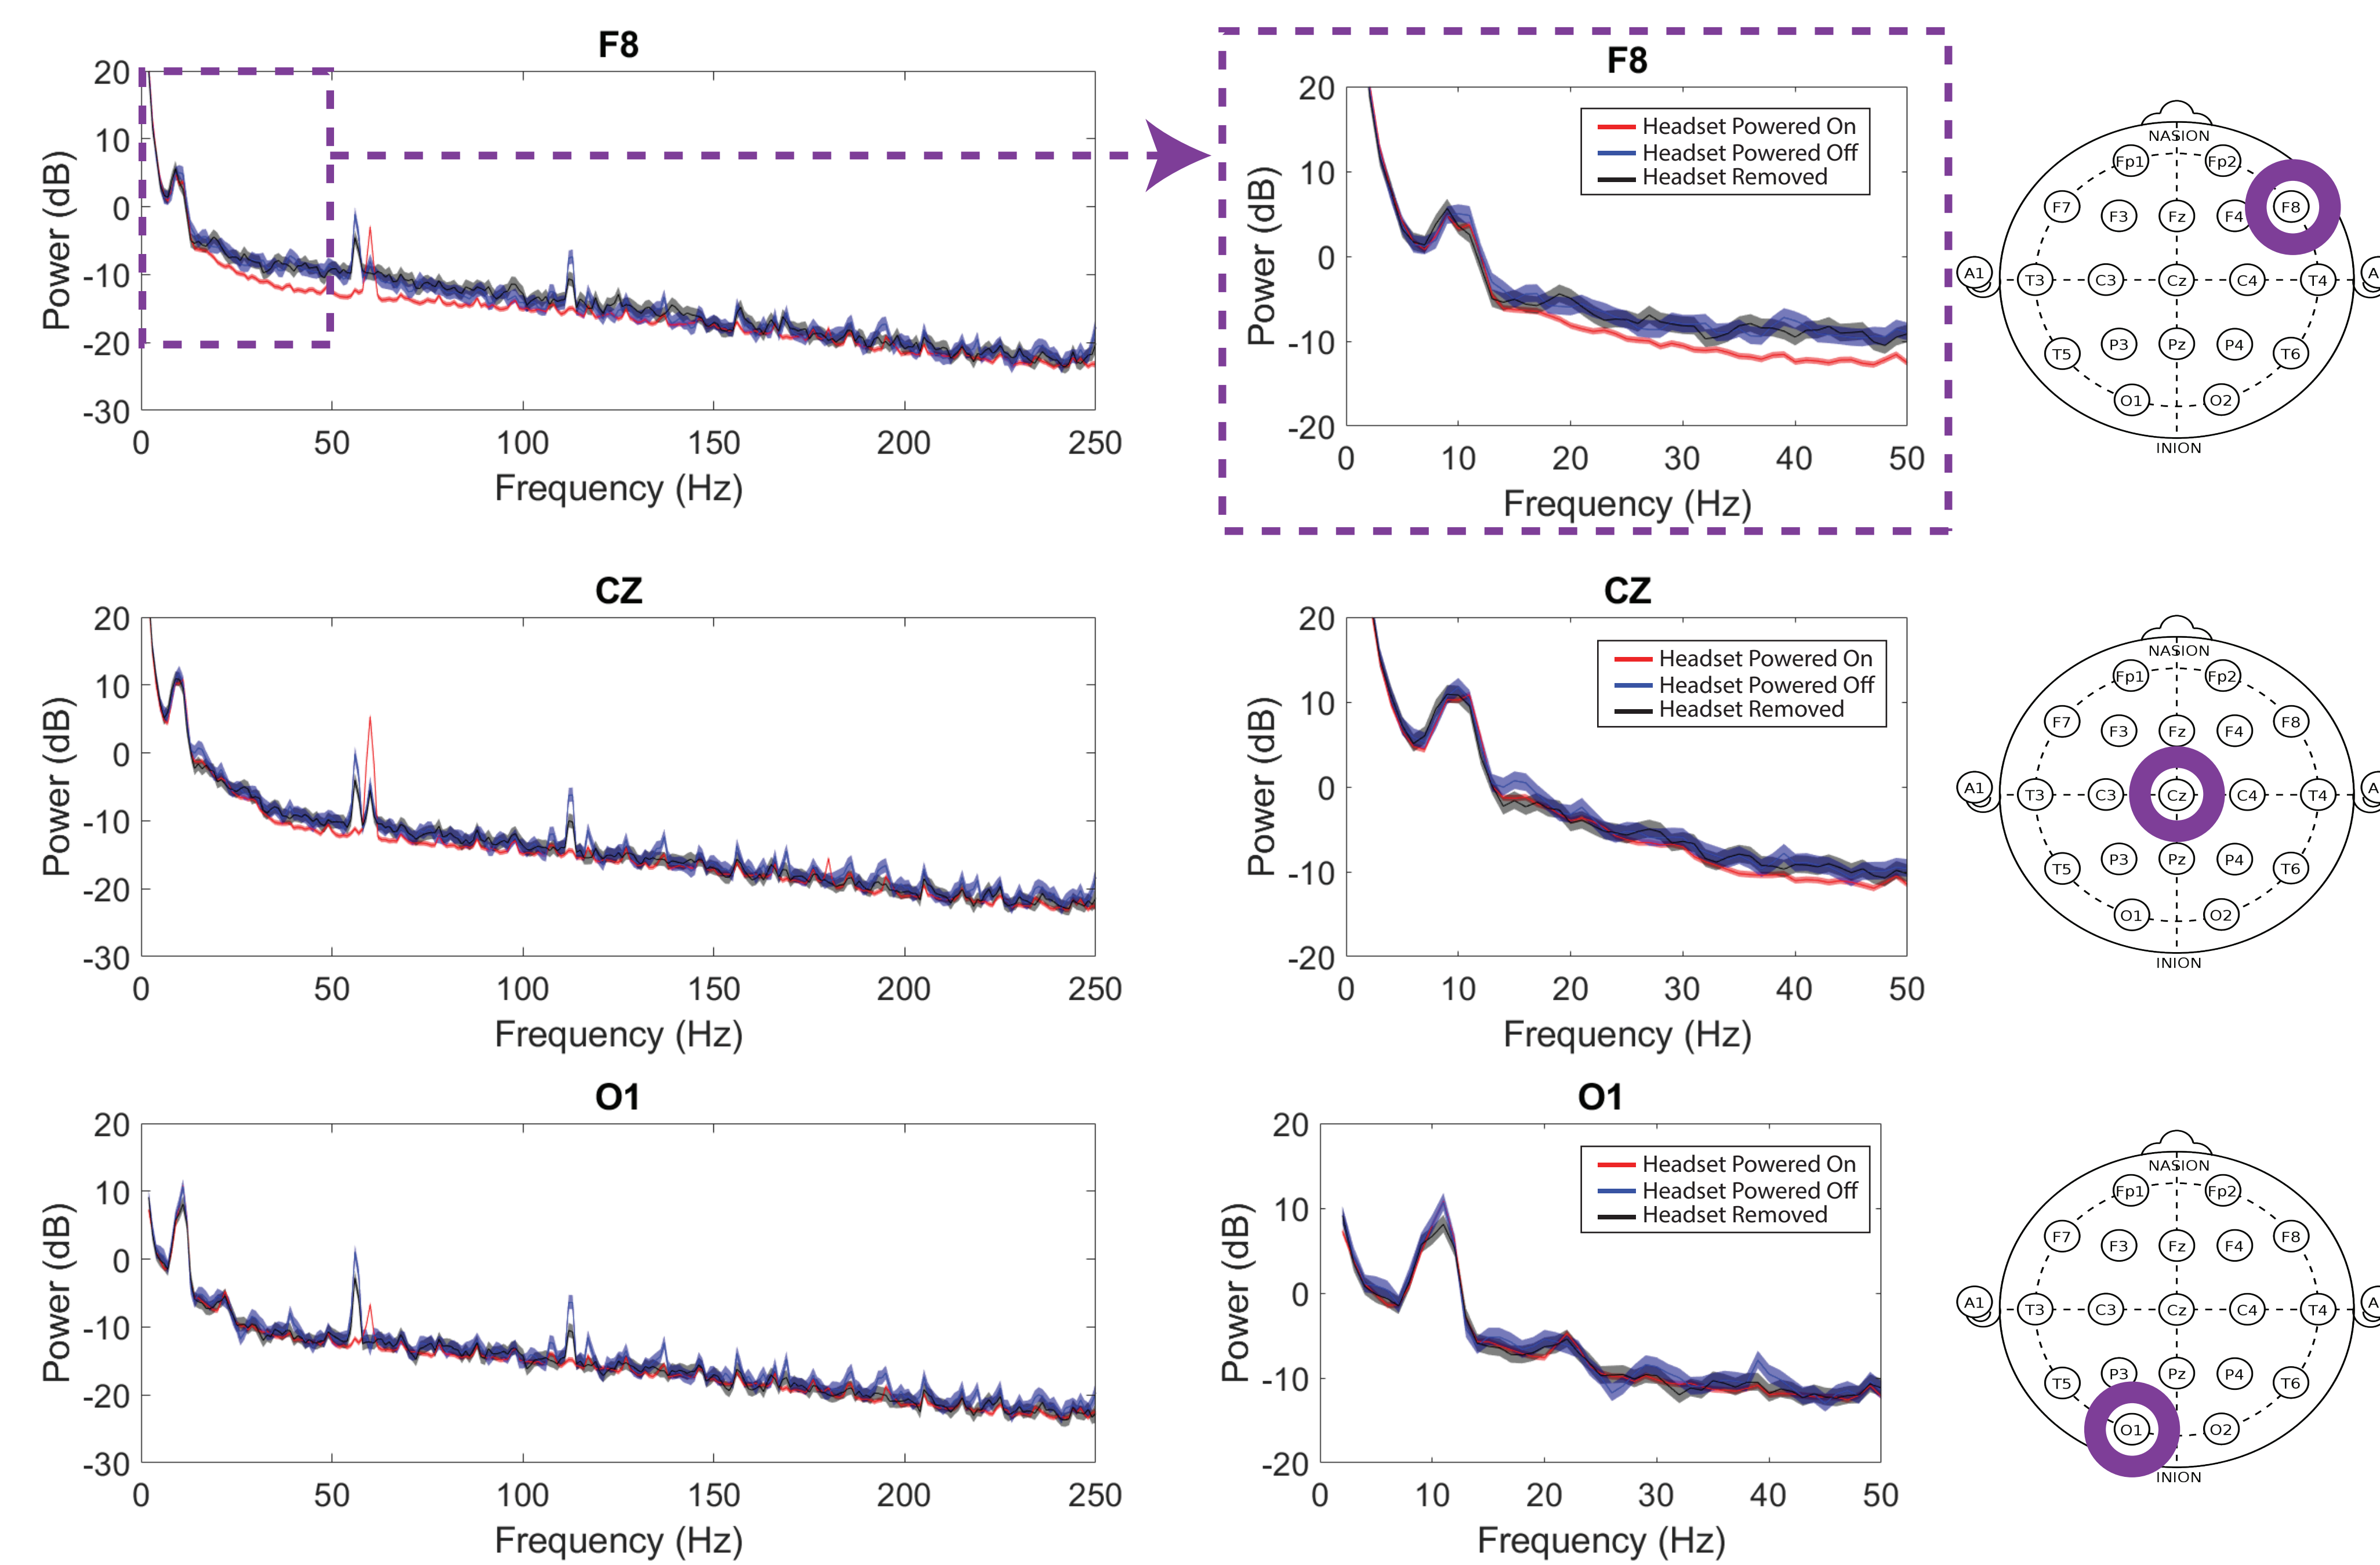 F8
20
10
0
-10
-20
-30
0 50 100 150 200 250
Power (dB)
Frequency (Hz)
F8
20
10
0
-10
-20
0 10 20 30 40 50
Power (dB)
Frequency (Hz)
Headset Powered On
Headset Powered Off
Headset Removed
NASION
Fp1 Fp2
F7 F3 Fz F4 F8
A1 T3 C3 Cz C4 T4 A
T5 P3 Pz P4 T6
O1 O2
INION
CZ
20
10
0
-10
-20
-30
0 50 100 150 200 250
Power (dB)
Frequency (Hz)
CZ
20
10
0
-10
-20
0 10 20 30 40 50
Power (dB)
Frequency (Hz)
Headset Powered On
Headset Powered Off
Headset Removed
NASION
Fp1 Fp2
F7 F3 Fz F4 F8
A1 T3 C3 Cz C4 T4 A
T5 P3 Pz P4 T6
O1 O2
INION
O1
20
10
0
-10
-20
-30
0 50 100 150 200 250
Power (dB)
Frequency (Hz)
O1
20
10
0
-10
-20
0 10 20 30 40 50
Power (dB)
Frequency (Hz)
Headset Powered On
Headset Powered Off
Headset Removed
NASION
Fp1 Fp2
F7 F3 Fz F4 F8
A1 T3 C3 Cz C4 T4 A
T5 P3 Pz P4 T6
O1 O2
INION